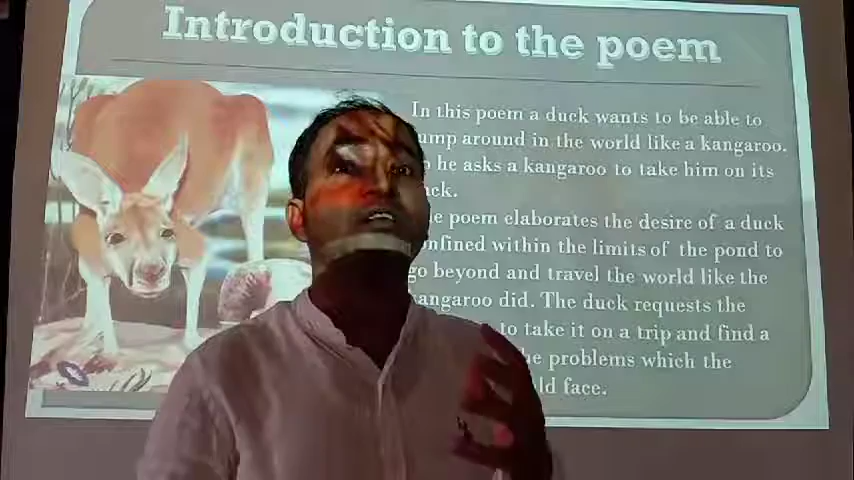 Introduction to the poem
In this poem a duck wants to be able to
ump around in the world like a kangaroo.
he asks a kangaroo to take him on its
ck.
e poem elaborates the desire of a duck
nfined within the limits of the pond to
go beyond and travel the world like the
kangaroo did. The duck requests the
to take it on a trip and find a
he problems which the
ld face.